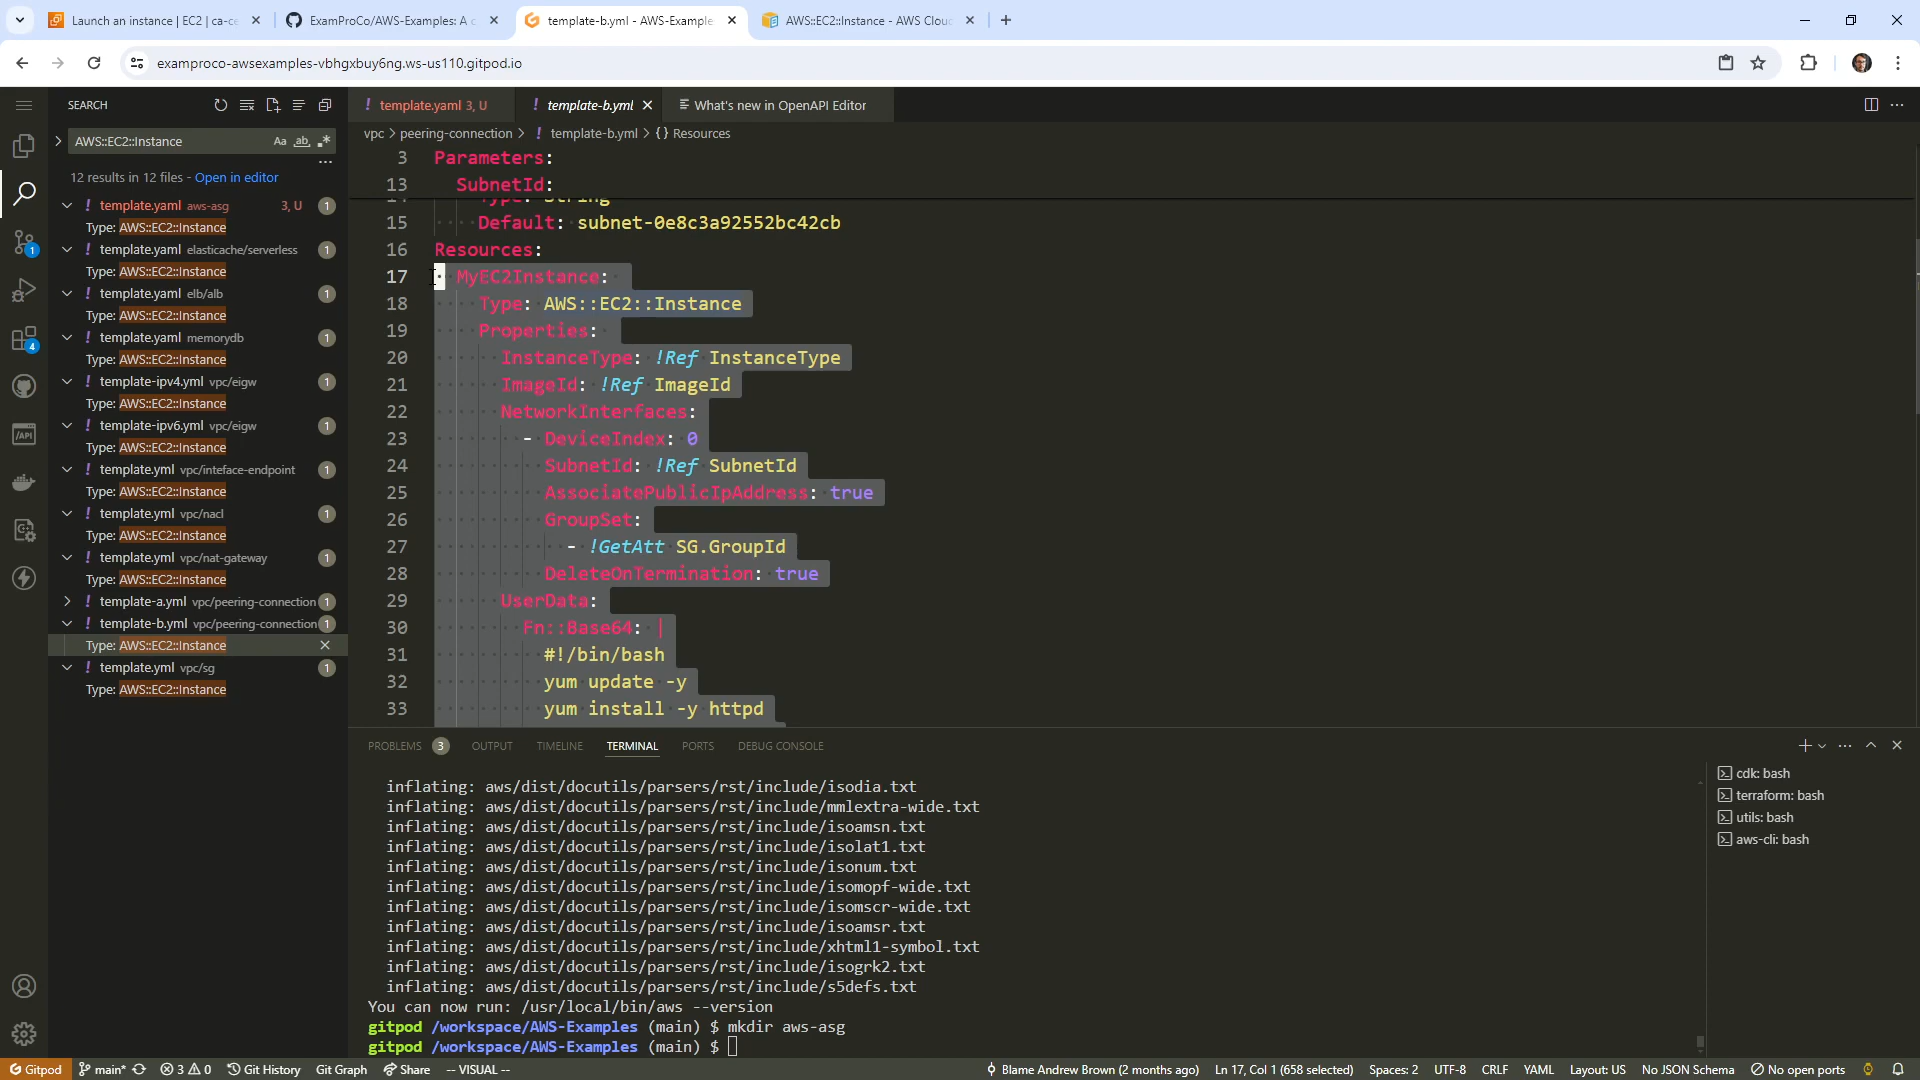 Launch an instance | EC2 | ca-ce
ExamProCo/AWS-Examples: A c
template-b.yml - AWS-Example
AWS::EC2::Instance - AWS Clou
examproco-awsexamples-vbhgxbuy6ng.ws-us110.gitpod.io
SEARCH
AWS::EC2::Instance
12 results in 12 files - Open in editor
template.yaml aws-asg 3, U 1
Type: AWS::EC2::Instance
template.yaml elasticache/serverless 1
Type: AWS::EC2::Instance
template.yaml elb/alb 1
Type: AWS::EC2::Instance
template.yaml memorydb 1
Type: AWS::EC2::Instance
template-ipv4.yml vpc/eigw 1
Type: AWS::EC2::Instance
template-ipv6.yml vpc/eigw 1
Type: AWS::EC2::Instance
template.yml vpc/inteface-endpoint 1
Type: AWS::EC2::Instance
template.yml vpc/nacl 1
Type: AWS::EC2::Instance
template.yml vpc/nat-gateway 1
Type: AWS::EC2::Instance
template-a.yml vpc/peering-connection 1
template-b.yml vpc/peering-connection 1
Type: AWS::EC2::Instance
template.yml vpc/sg 1
Type: AWS::EC2::Instance
template.yaml 3, U
template-b.yml
What's new in OpenAPI Editor
vpc > peering-connection > template-b.yml > {} Resources
3 Parameters:
13 SubnetId:
14 Type: String
15 Default: subnet-0e8c3a92552bc42cb
16 Resources:
17 MyEC2Instance:
18 Type: AWS::EC2::Instance
19 Properties:
20 InstanceType: !Ref InstanceType
21 ImageId: !Ref ImageId
22 NetworkInterfaces:
23 - DeviceIndex: 0
24 SubnetId: !Ref SubnetId
25 AssociatePublicIpAddress: true
26 GroupSet:
27 - !GetAtt SG.GroupId
28 DeleteOnTermination: true
29 UserData:
30 Fn::Base64: |
31 #!/bin/bash
32 yum update -y
33 yum install -y httpd
PROBLEMS 3 OUTPUT TIMELINE TERMINAL PORTS DEBUG CONSOLE
inflating: aws/dist/docutils/parsers/rst/include/isodia.txt
inflating: aws/dist/docutils/parsers/rst/include/mmlextra-wide.txt
inflating: aws/dist/docutils/parsers/rst/include/isoamsn.txt
inflating: aws/dist/docutils/parsers/rst/include/isolat1.txt
inflating: aws/dist/docutils/parsers/rst/include/isonum.txt
inflating: aws/dist/docutils/parsers/rst/include/isomopf-wide.txt
inflating: aws/dist/docutils/parsers/rst/include/isomscr-wide.txt
inflating: aws/dist/docutils/parsers/rst/include/isoamsr.txt
inflating: aws/dist/docutils/parsers/rst/include/xhtml1-symbol.txt
inflating: aws/dist/docutils/parsers/rst/include/isogrk2.txt
inflating: aws/dist/docutils/parsers/rst/include/s5defs.txt
You can now run: /usr/local/bin/aws --version
gitpod /workspace/AWS-Examples (main) $ mkdir aws-asg
gitpod /workspace/AWS-Examples (main) $
cdk: bash
terraform: bash
utils: bash
aws-cli: bash
1
4
/API
Gitpod main* 3 0 Git History Git Graph Share -- VISUAL -- Blame Andrew Brown (2 months ago) Ln 17, Col 1 (658 selected) Spaces: 2 UTF-8 CRLF YAML Layout: US No JSON Schema No open ports